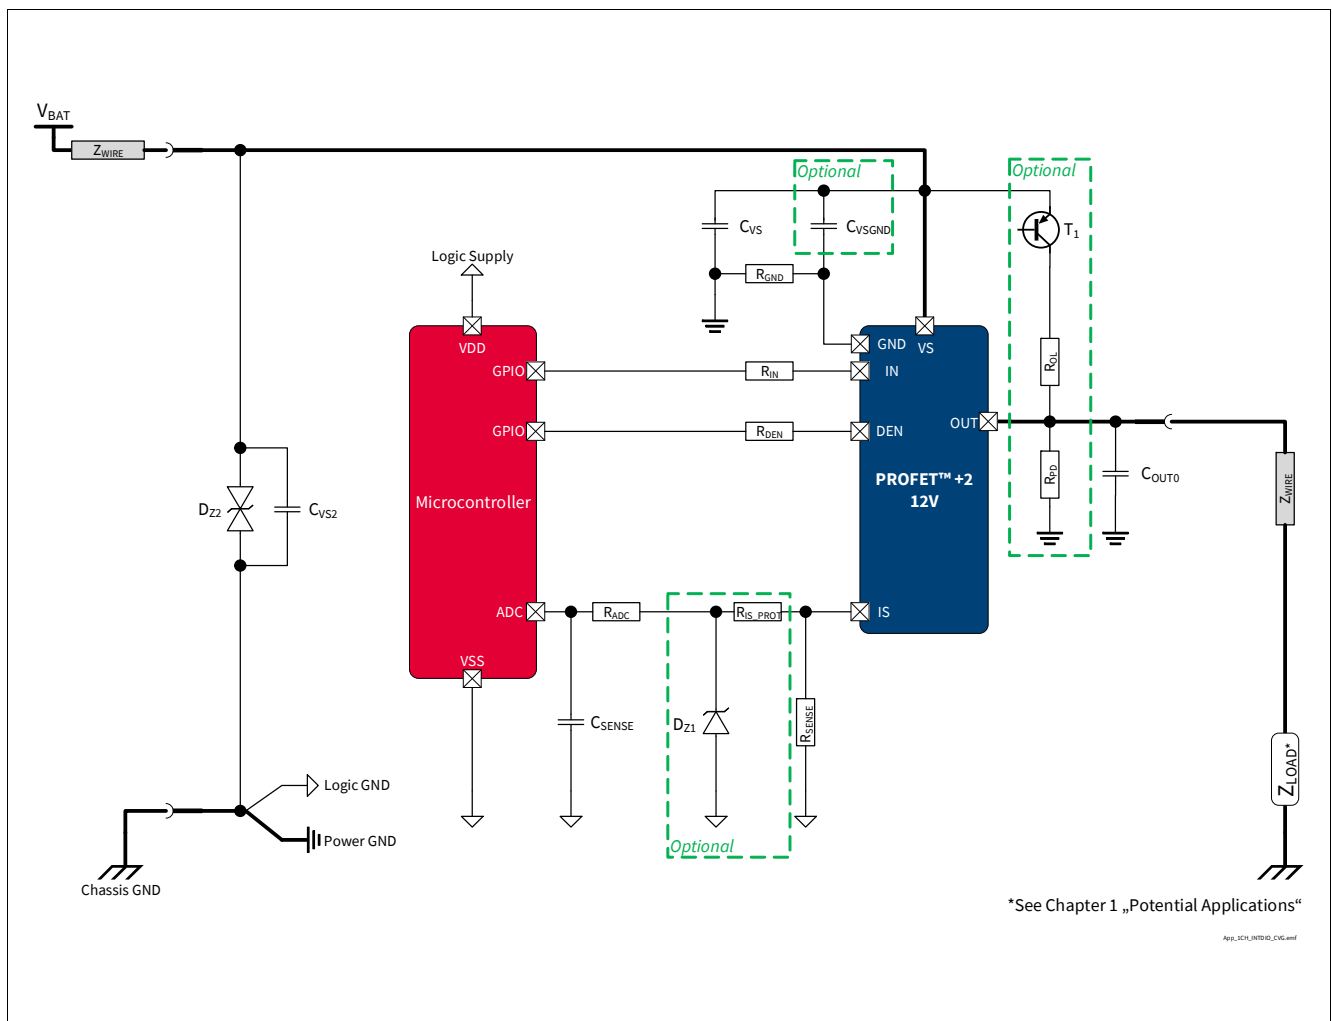 VBAT
ZWIRE
Optional
Optional
CVS
CVSGND
T1
Logic Supply
RGND
VDD
GND
VS
GPIO
RIN
IN
ROL
GPIO
RDEN
DEN
OUT
PROFET™ +2
12V
RPD
COUT0
ZWIRE
Microcontroller
DZ2
CVS2
ADC
RADC
RIS_PROT
IS
VSS
CSENSE
DZ1
RSENSE
ZLOAD*
Logic GND
Power GND
Optional
Chassis GND
*See Chapter 1 „Potential Applications“
App_1CH_INTDIO_CVG.emf